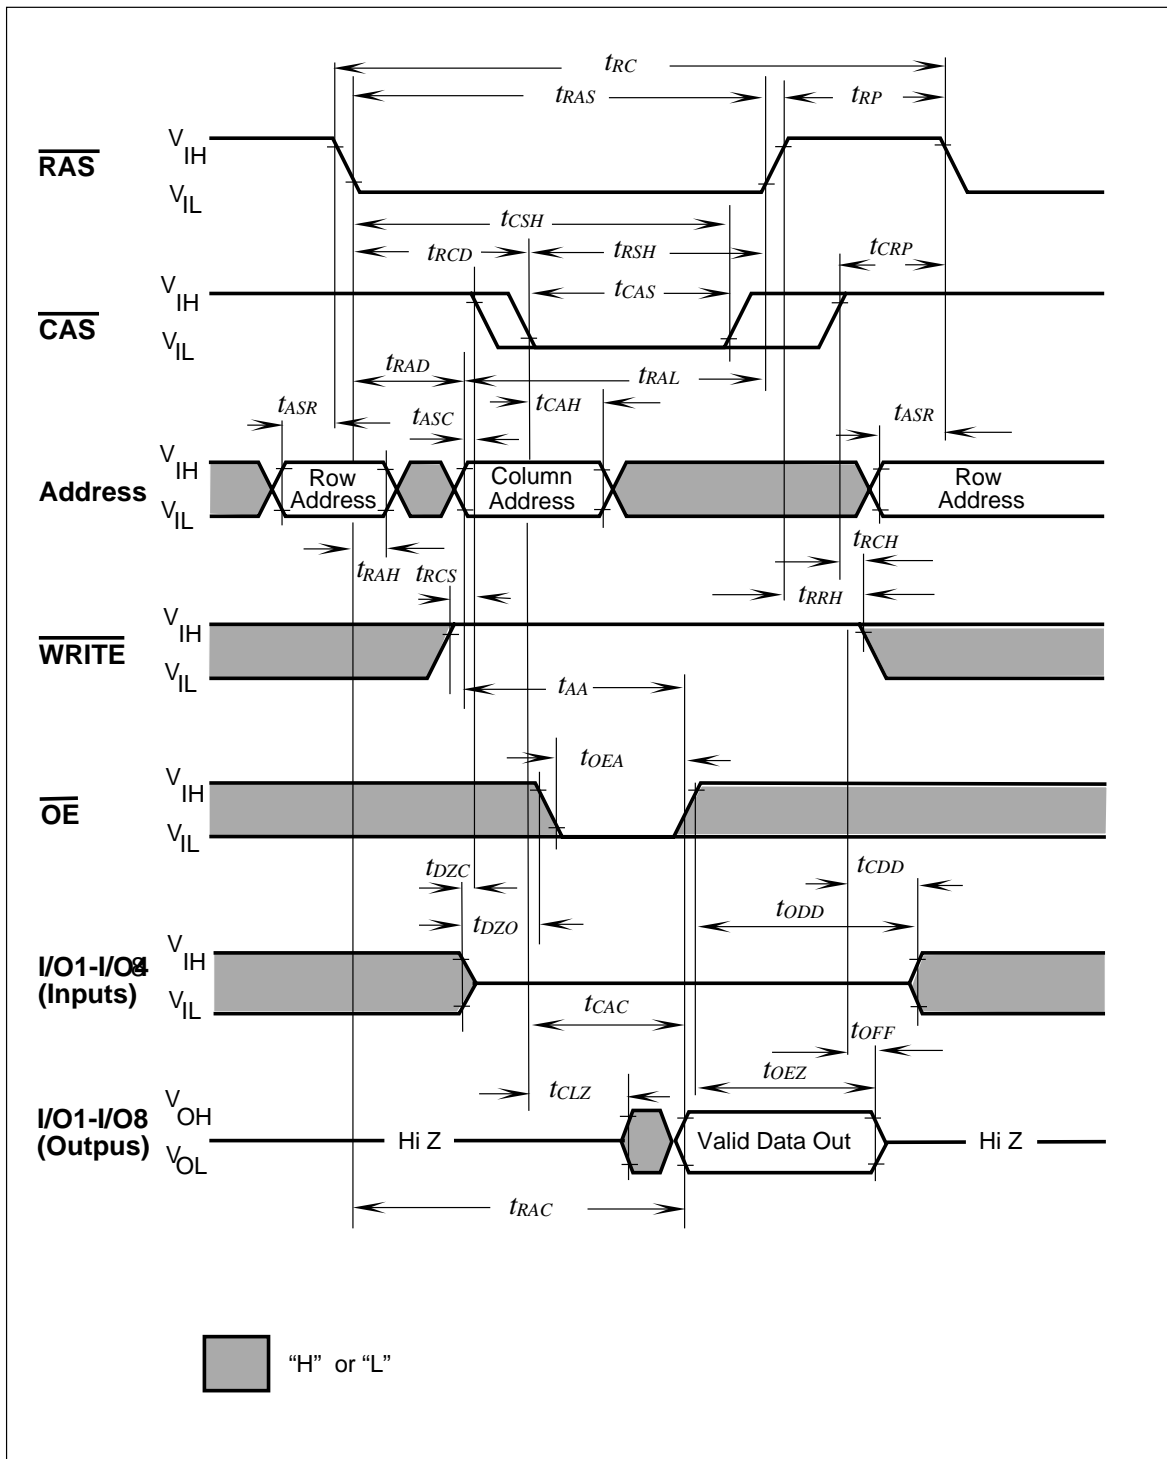 tRC
tRAS
tRP
RAS
VIH
VIL
tCSH
tRCD
tRSH
tCRP
tCAS
CAS
VIH
VIL
tRAD
tRAL
tASR
tASC
tCAH
tASR
Address
VIH
VIL
Row
Address
Column
Address
Row
Address
tRAH
tRCS
tRCH
tRRH
WRITE
VIH
VIL
tAA
tOEA
OE
VIH
VIL
tDZC
tCDD
tDZO
tODD
I/O1-I/O
(Inputs)
VIH
VIL
tCAC
tOFF
tCLZ
tOEZ
I/O1-I/O8
(Outpus)
VOH
VOL
Hi Z
Valid Data Out
Hi Z
tRAC
“H” or “L”